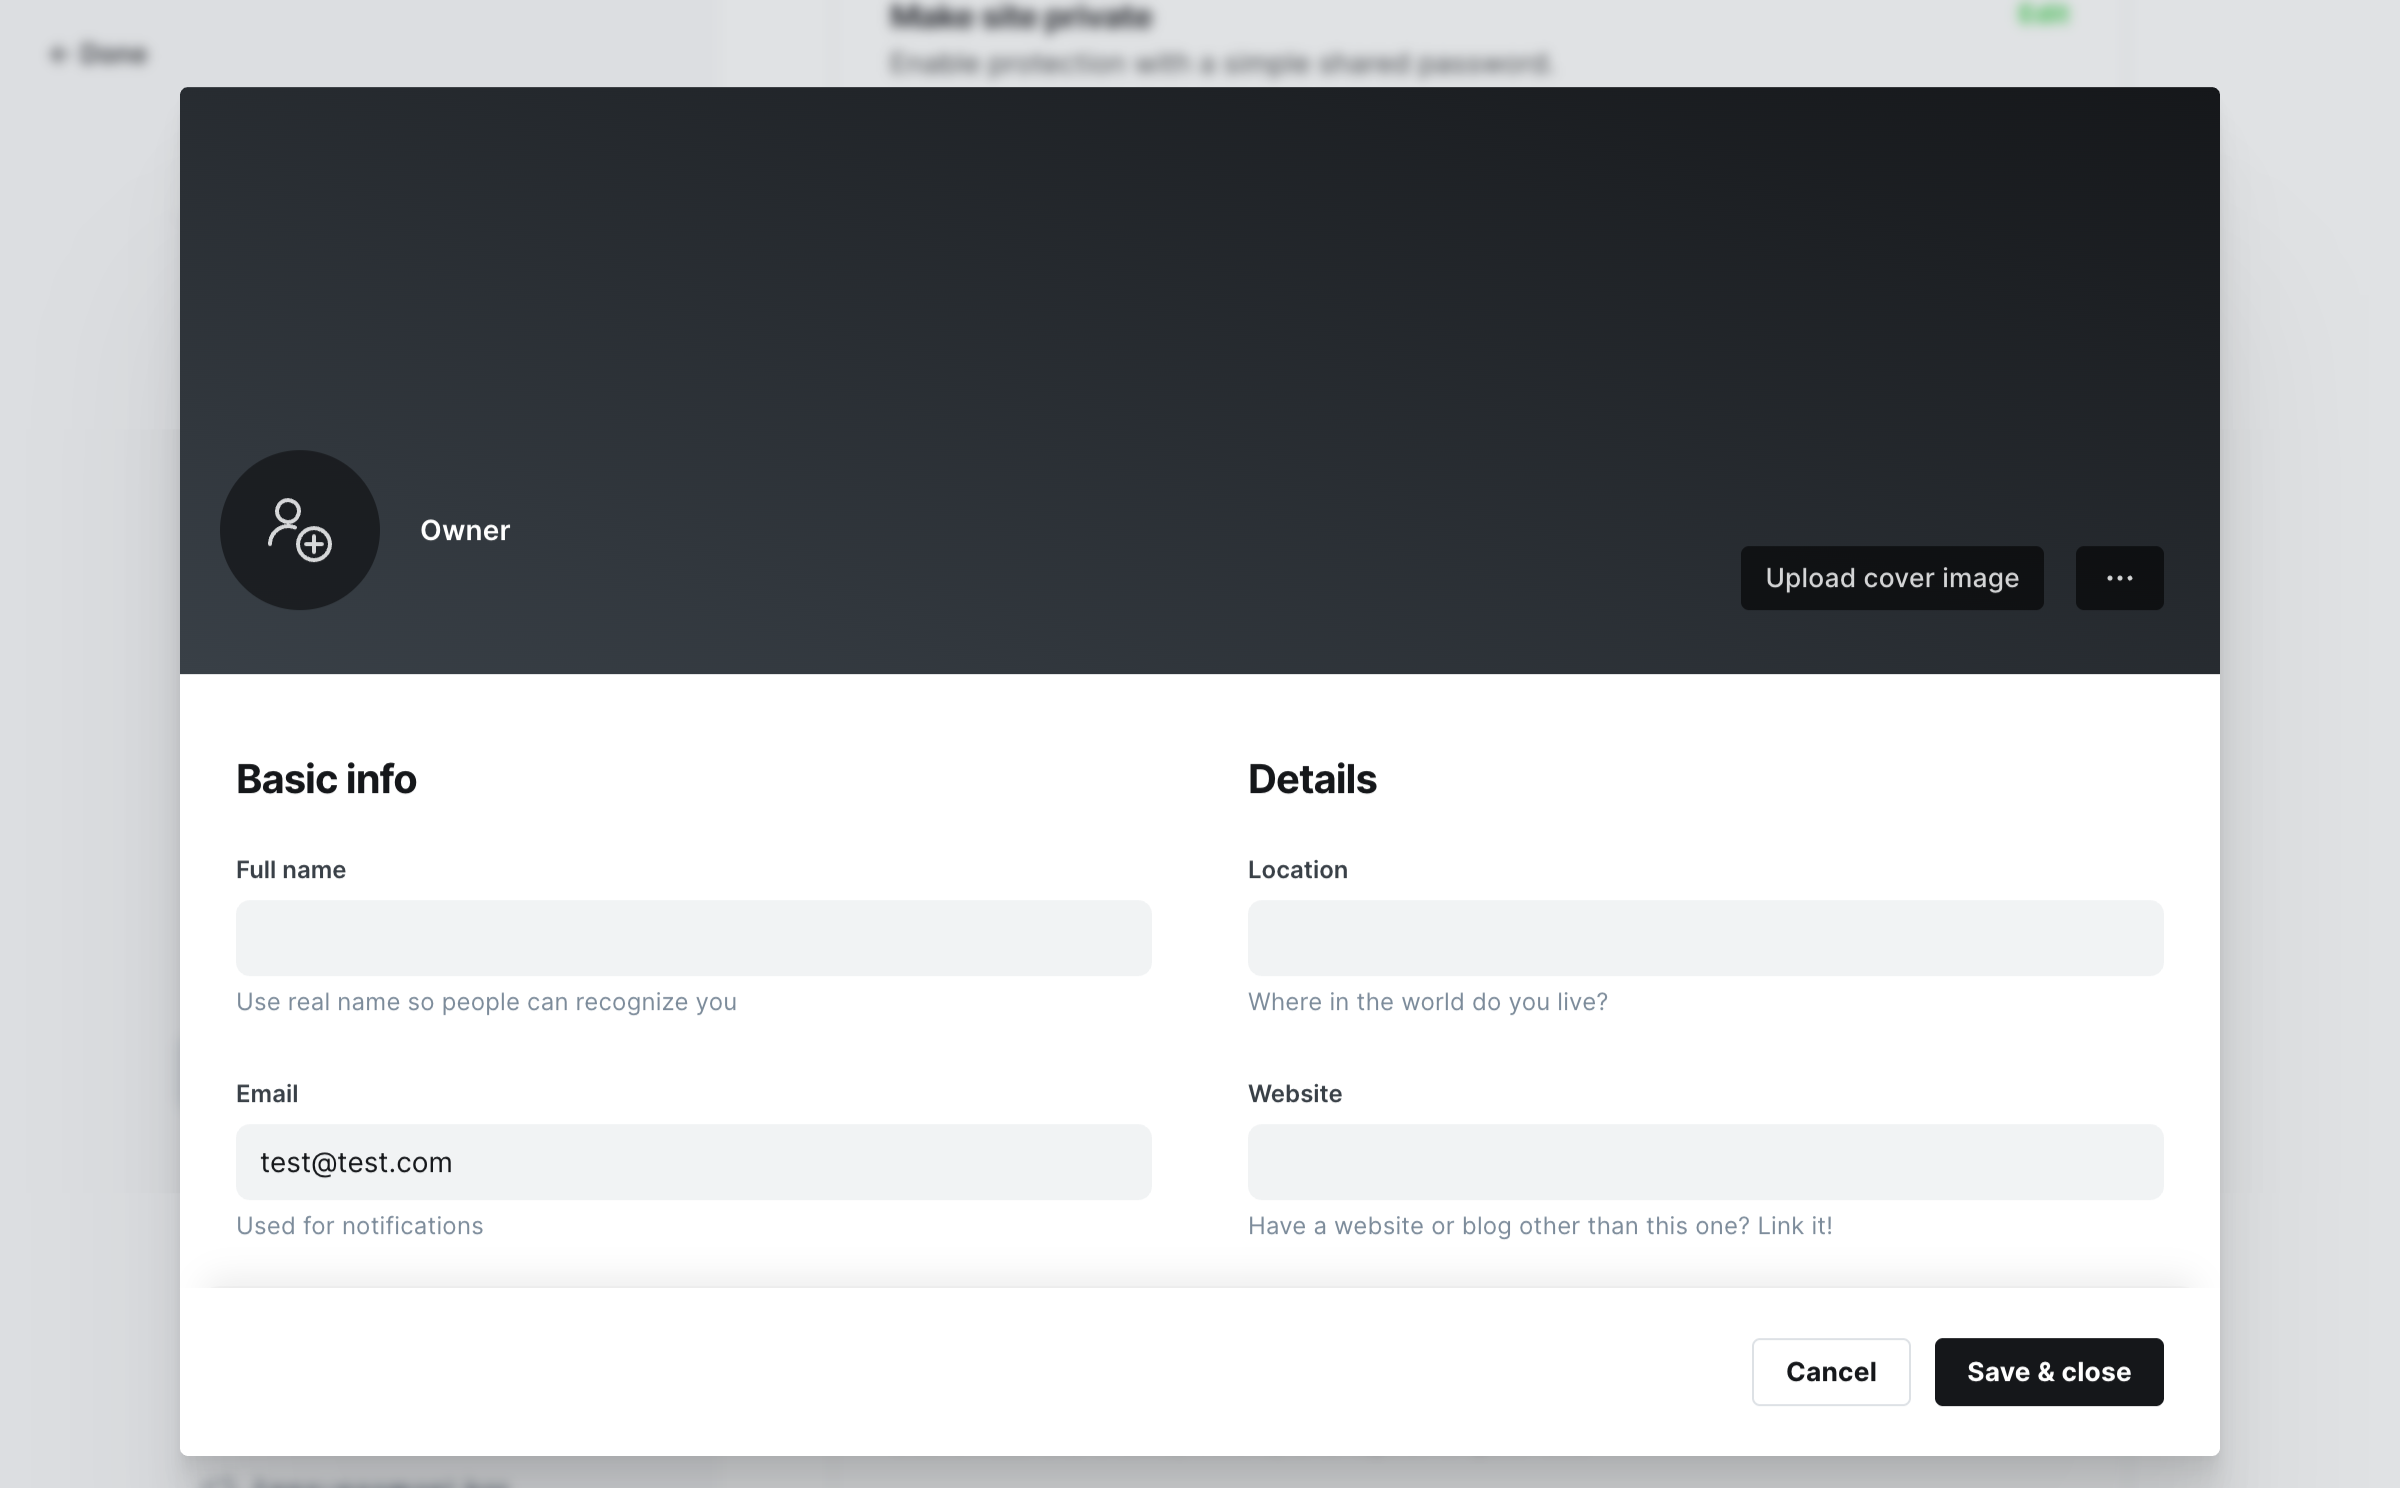 Make site private
Edit
← Done
Enable protection with a simple shared password.
Owner
Upload cover image
...
Basic info
Details
Full name
Location
Use real name so people can recognize you
Where in the world do you live?
Email
Website
test@test.com
Used for notifications
Have a website or blog other than this one? Link it!
Cancel
Save & close